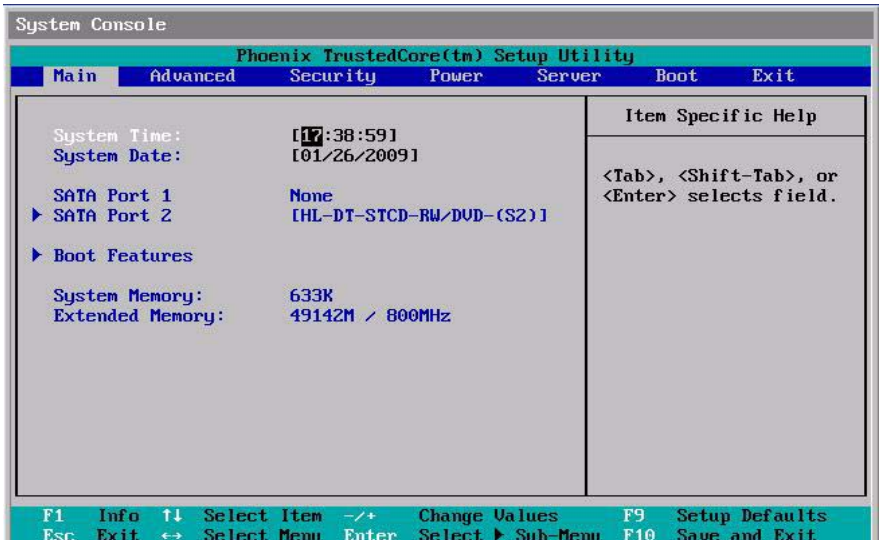 System Console
Phoenix TrustedCore(tm) Setup Utility
Main Advanced Security Power Server Boot Exit
Item Specific Help
System Time: [17:38:59]
System Date: [01/26/2009]
<Tab>, <Shift-Tab>, or
<Enter> selects field.
SATA Port 1 None
SATA Port 2 [HL-DT-STCD-RW/DVD-(S2)]
Boot Features
System Memory: 633K
Extended Memory: 49142M / 800MHz
F1 Info ↑↓ Select Item -/+ Change Values F9 Setup Defaults
Esc Exit ↔ Select Menu Enter Select ▶ Sub-Menu F10 Save and Exit